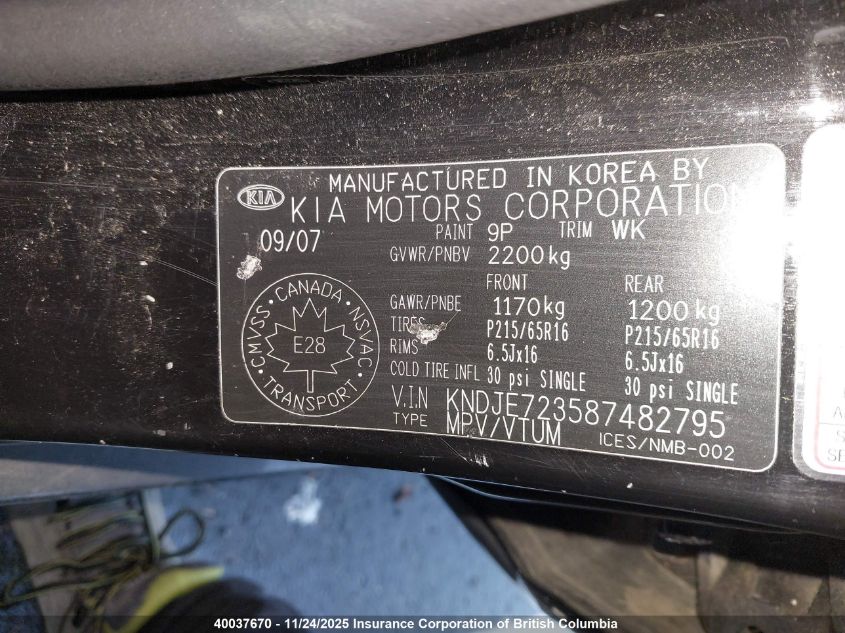 MANUFACTURED IN KOREA BY
KIA
KIA MOTORS CORPORATION
09/07
PAINT 9P TRIM WK
GVWR/PNBV 2200kg
FRONT REAR
GAWR/PNBE 1170kg 1200kg
TIRES P215/65R16 P215/65R16
RIMS 6.5Jx16 6.5Jx16
COLD TIRE INFL 30 psi SINGLE 30 psi SINGLE
V.I.N KNDJE723587482795
TYPE MPV/VTUM ICES/NMB-002
CANADA
CMVSS • NSVAC
E28
TRANSPORT
40037670 - 11/24/2025 Insurance Corporation of British Columbia